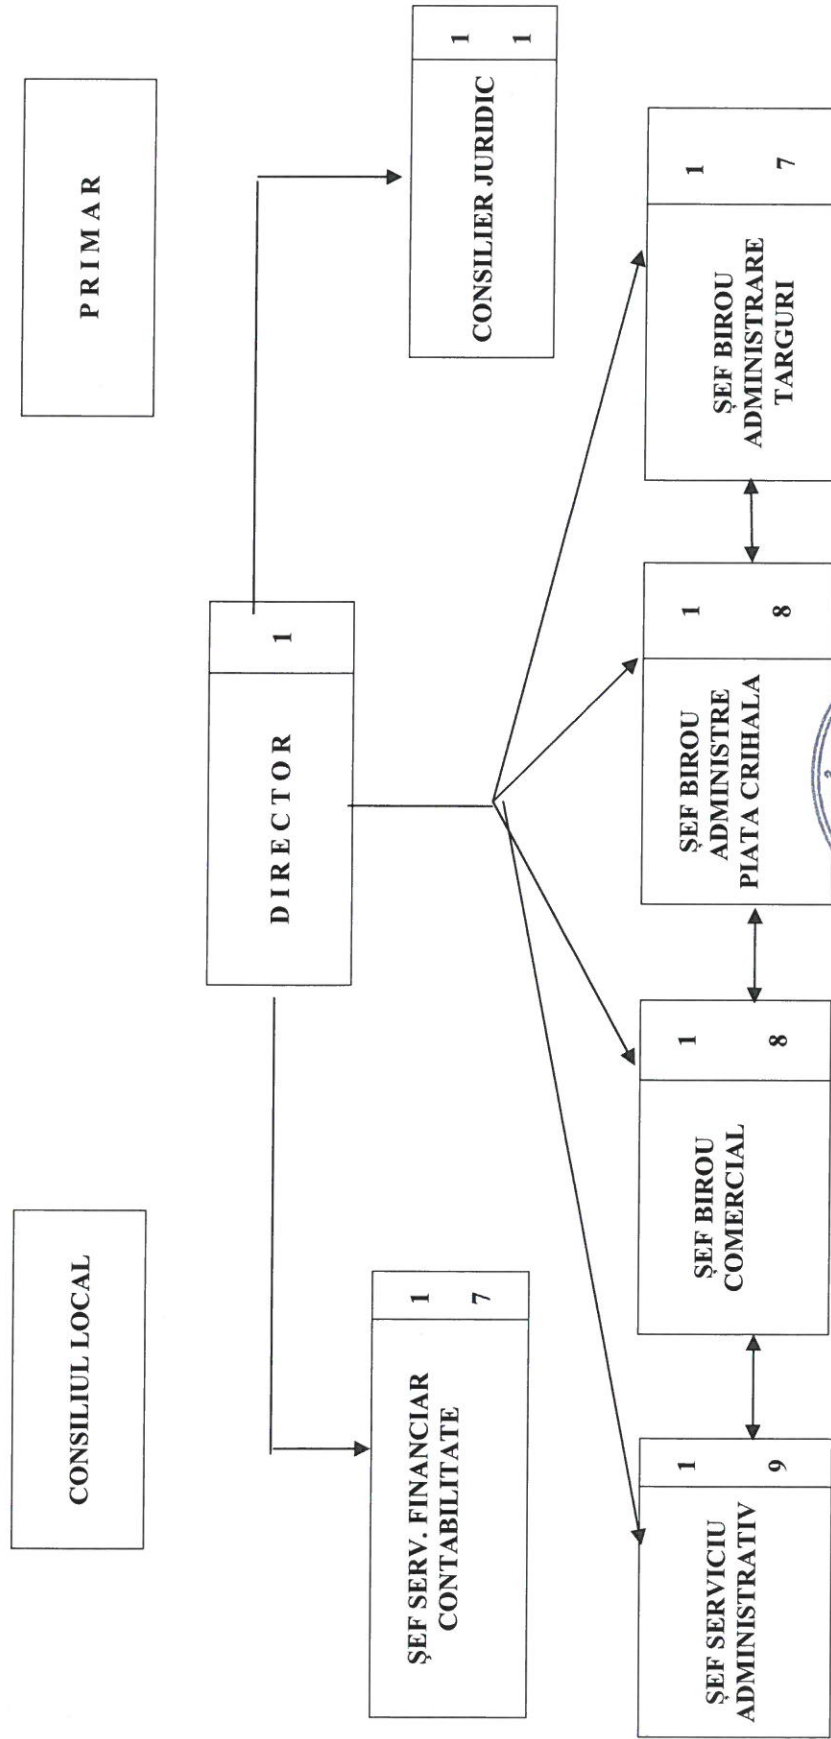 CONSILIUL LOCAL
PRIMAR
DIRECTOR
1
ŞEF SERV. FINANCIAR
CONTABILITATE
1
7
CONSILIER JURIDIC
1
1
ŞEF SERVICIU
ADMINISTRATIV
1
9
ŞEF BIROU
COMERCIAL
1
8
ŞEF BIROU
ADMINISTRE
PIATA CRIHALA
1
8
ŞEF BIROU
ADMINISTRARE
TARGURI
1
7